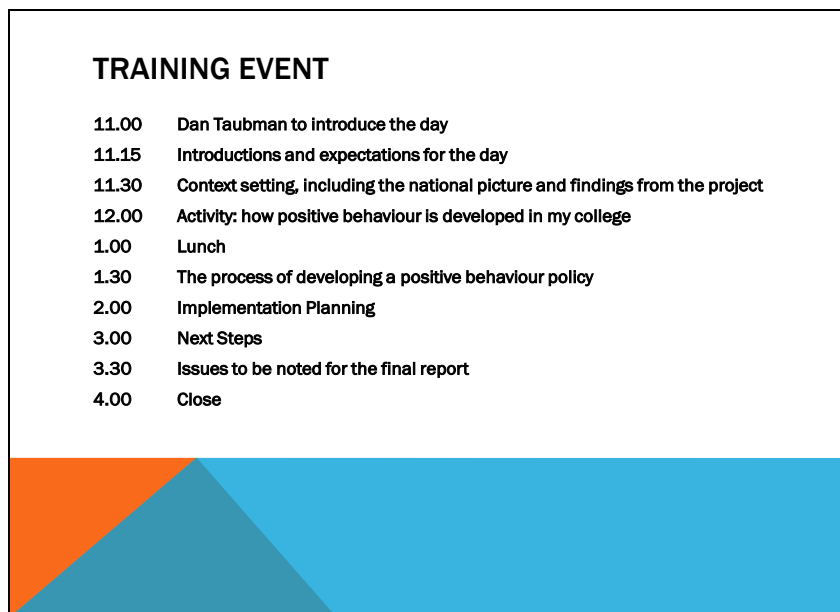 TRAINING EVENT
11.00 Dan Taubman to introduce the day
11.15 Introductions and expectations for the day
11.30 Context setting, including the national picture and findings from the project
12.00 Activity: how positive behaviour is developed in my college
1.00 Lunch
1.30 The process of developing a positive behaviour policy
2.00 Implementation Planning
3.00 Next Steps
3.30 Issues to be noted for the final report
4.00 Close